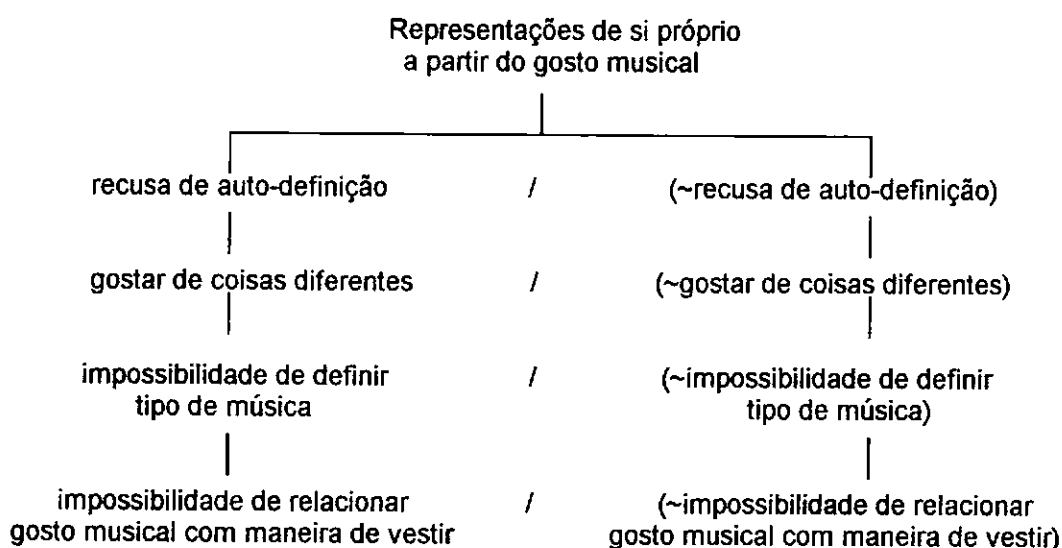 Representações de si próprio
a partir do gosto musical
recusa de auto-definição / (~recusa de auto-definição)
gostar de coisas diferentes / (~gostar de coisas diferentes)
impossibilidade de definir / (~impossibilidade de definir
tipo de música tipo de música)
impossibilidade de relacionar / (~impossibilidade de relacionar
gosto musical com maneira de vestir gosto musical com maneira de vestir)